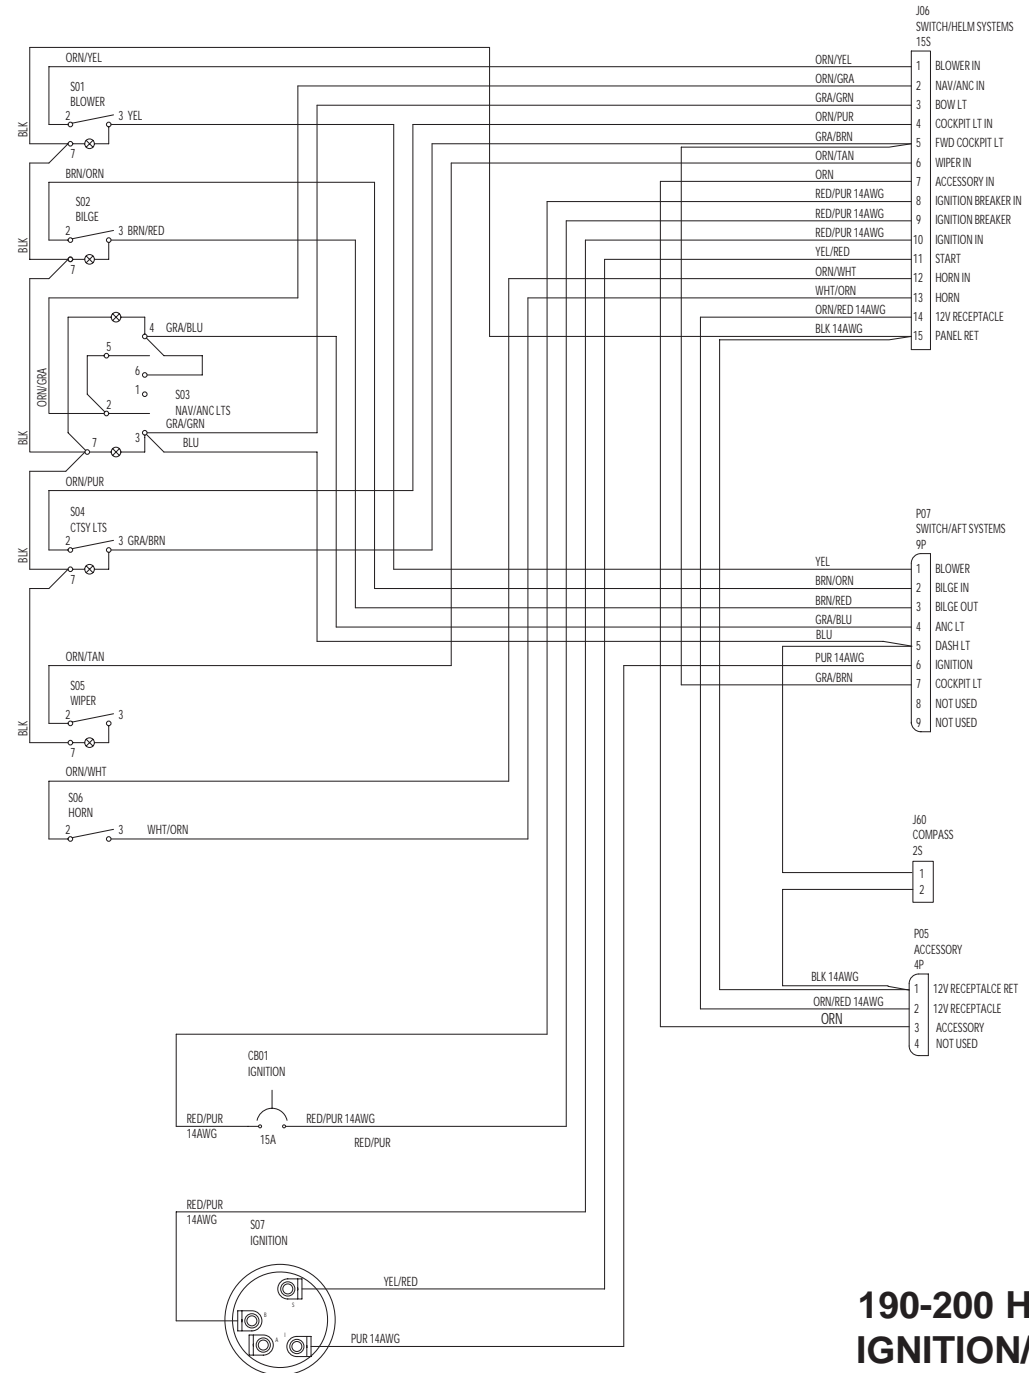 J06
SWITCH/HELM SYSTEMS
15S
ORN/YEL 1 BLOWER IN
ORN/GRA 2 NAV/ANC IN
GRA/GRN 3 BOW LT
ORN/PUR 4 COCKPIT LT IN
GRA/BRN 5 FWD COCKPIT LT
ORN/TAN 6 WIPER IN
ORN 7 ACCESSORY IN
RED/PUR 14AWG 8 IGNITION BREAKER IN
RED/PUR 14AWG 9 IGNITION BREAKER
RED/PUR 14AWG 10 IGNITION IN
YEL/RED 11 START
ORN/WHT 12 HORN IN
WHT/ORN 13 HORN
ORN/RED 14AWG 14 12V RECEPTACLE
BLK 14AWG 15 PANEL RET
ORN/YEL
S01
BLOWER
2 3 YEL
BLK
7
BRN/ORN
S02
BILGE
2 3 BRN/RED
BLK
7
4 GRA/BLU
5
6
1
ORN/GRA
S03
NAV/ANC LTS
2
GRA/GRN
3
BLK
7
BLU
ORN/PUR
S04
CTSY LTS
2 3 GRA/BRN
BLK
7
ORN/TAN
S05
WIPER
2 3
BLK
7
ORN/WHT
S06
HORN
2 3 WHT/ORN
P07
SWITCH/AFT SYSTEMS
9P
YEL 1 BLOWER
BRN/ORN 2 BILGE IN
BRN/RED 3 BILGE OUT
GRA/BLU 4 ANC LT
BLU 5 DASH LT
PUR 14AWG 6 IGNITION
GRA/BRN 7 COCKPIT LT
8 NOT USED
9 NOT USED
J60
COMPASS
2S
1
2
P05
ACCESSORY
4P
BLK 14AWG 1 12V RECEPTALCE RET
ORN/RED 14AWG 2 12V RECEPTACLE
ORN 3 ACCESSORY
4 NOT USED
CB01
IGNITION
RED/PUR
14AWG
15A
RED/PUR 14AWG
RED/PUR
RED/PUR
14AWG
S07
IGNITION
YEL/RED
S
B
A
I
PUR 14AWG
190-200 H
IGNITION/